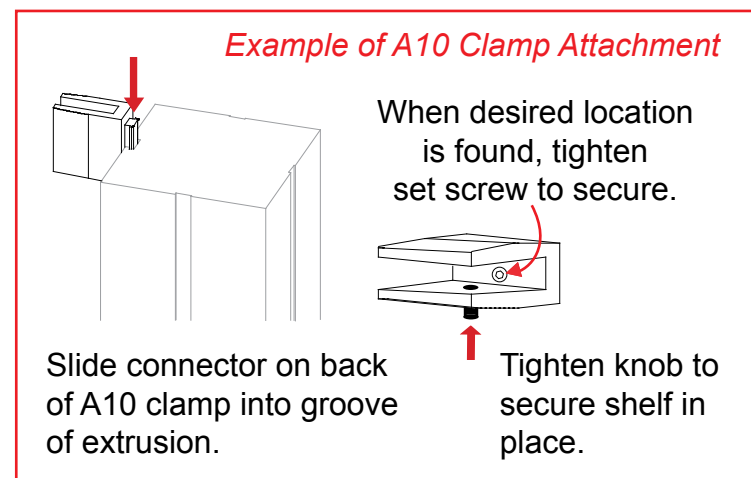 Example of A10 Clamp Attachment
When desired location
is found, tighten
set screw to secure.
Slide connector on back
of A10 clamp into groove
of extrusion.
Tighten knob to
secure shelf in
place.